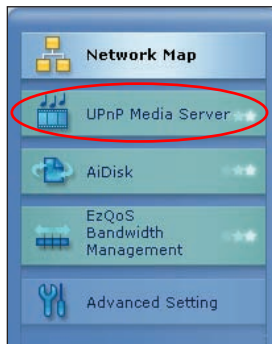 Network Map
UPnP Media Server
AiDisk
EzQoS
Bandwidth
Management
Advanced Setting